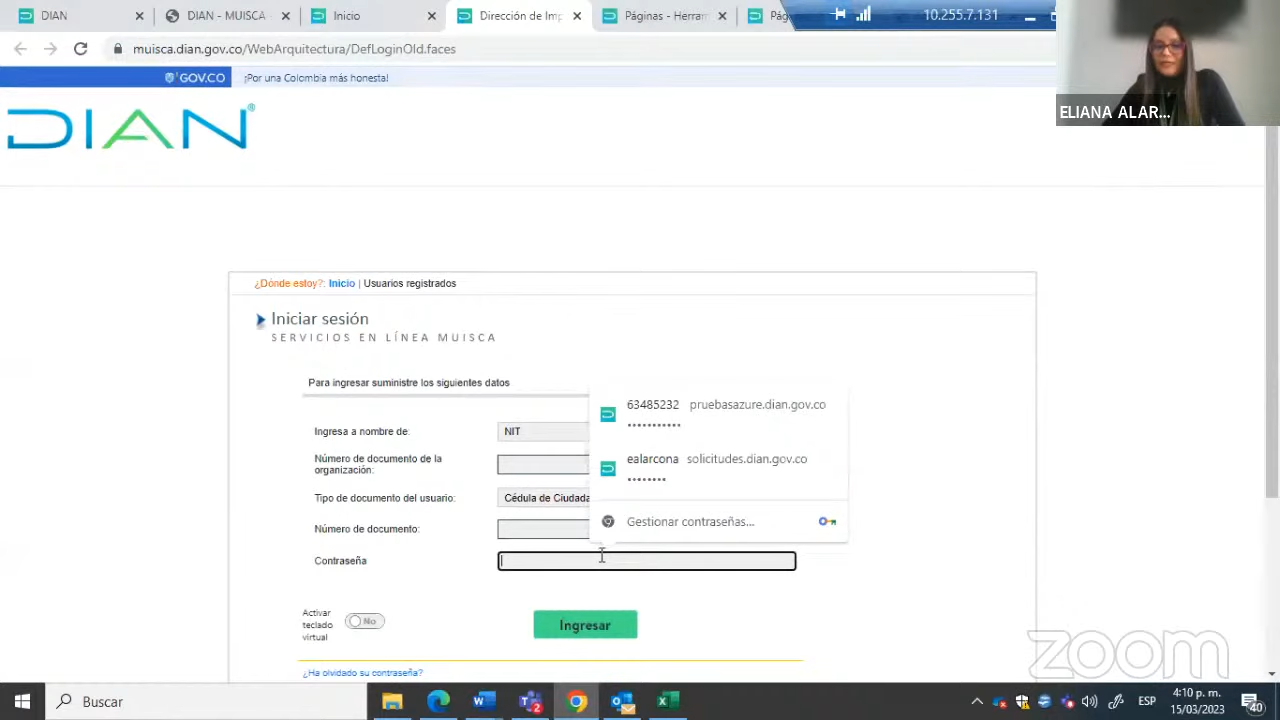 DIAN
DIAN - MUISCA
Inicio
Dirección de Imp
Páginas - Herram
Pág
10.255.7.131
muisca.dian.gov.co/WebArquitectura/DefLoginOld.faces
GOV.CO
¡Por una Colombia más honesta!
ELIANA ALAR...
DIAN®
¿Dónde estoy?: Inicio | Usuarios registrados
Iniciar sesión
SERVICIOS EN LÍNEA MUISCA
Para ingresar suministre los siguientes datos
63485232 pruebasazure.dian.gov.co
•••••••••••
Ingresa a nombre de:
NIT
Número de documento de la
organización:
ealarcona solicitudes.dian.gov.co
••••••••
Tipo de documento del usuario:
Cédula de Ciudada
Número de documento:
Gestionar contraseñas...
Contraseña
Activar
teclado
virtual
No
Ingresar
¿Ha olvidado su contraseña?
zoom
Buscar
2
ESP
4:10 p. m.
15/03/2023
40